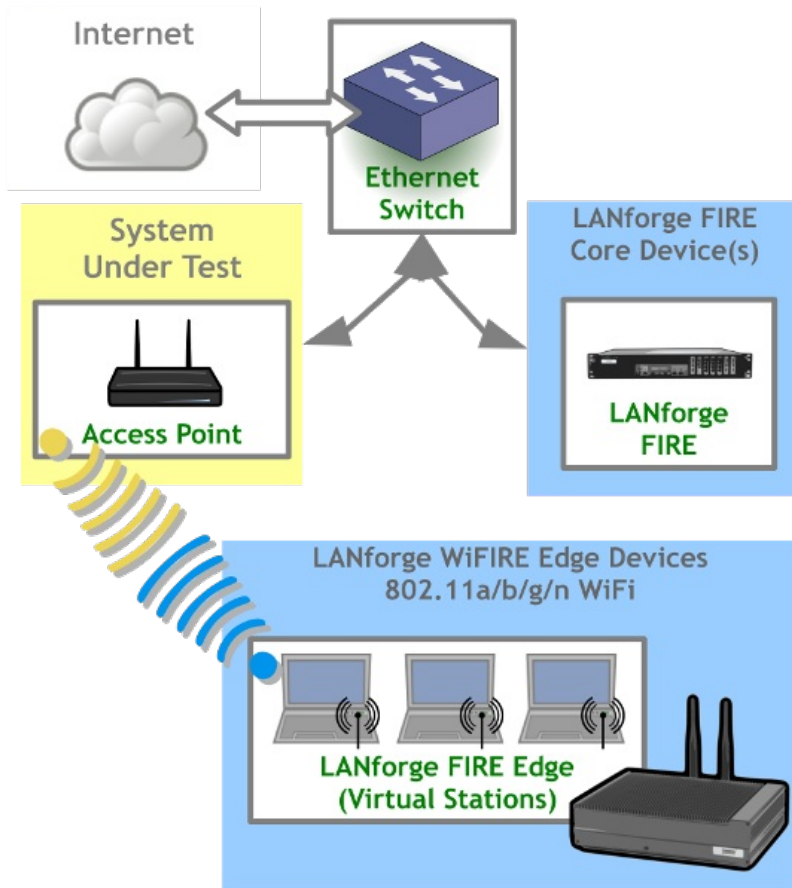 Internet
Ethernet
Switch
System
Under Test
Access Point
LANforge FIRE
Core Device(s)
LANforge
FIRE
LANforge WiFIRE Edge Devices
802.11a/b/g/n WiFi
LANforge FIRE Edge
(Virtual Stations)